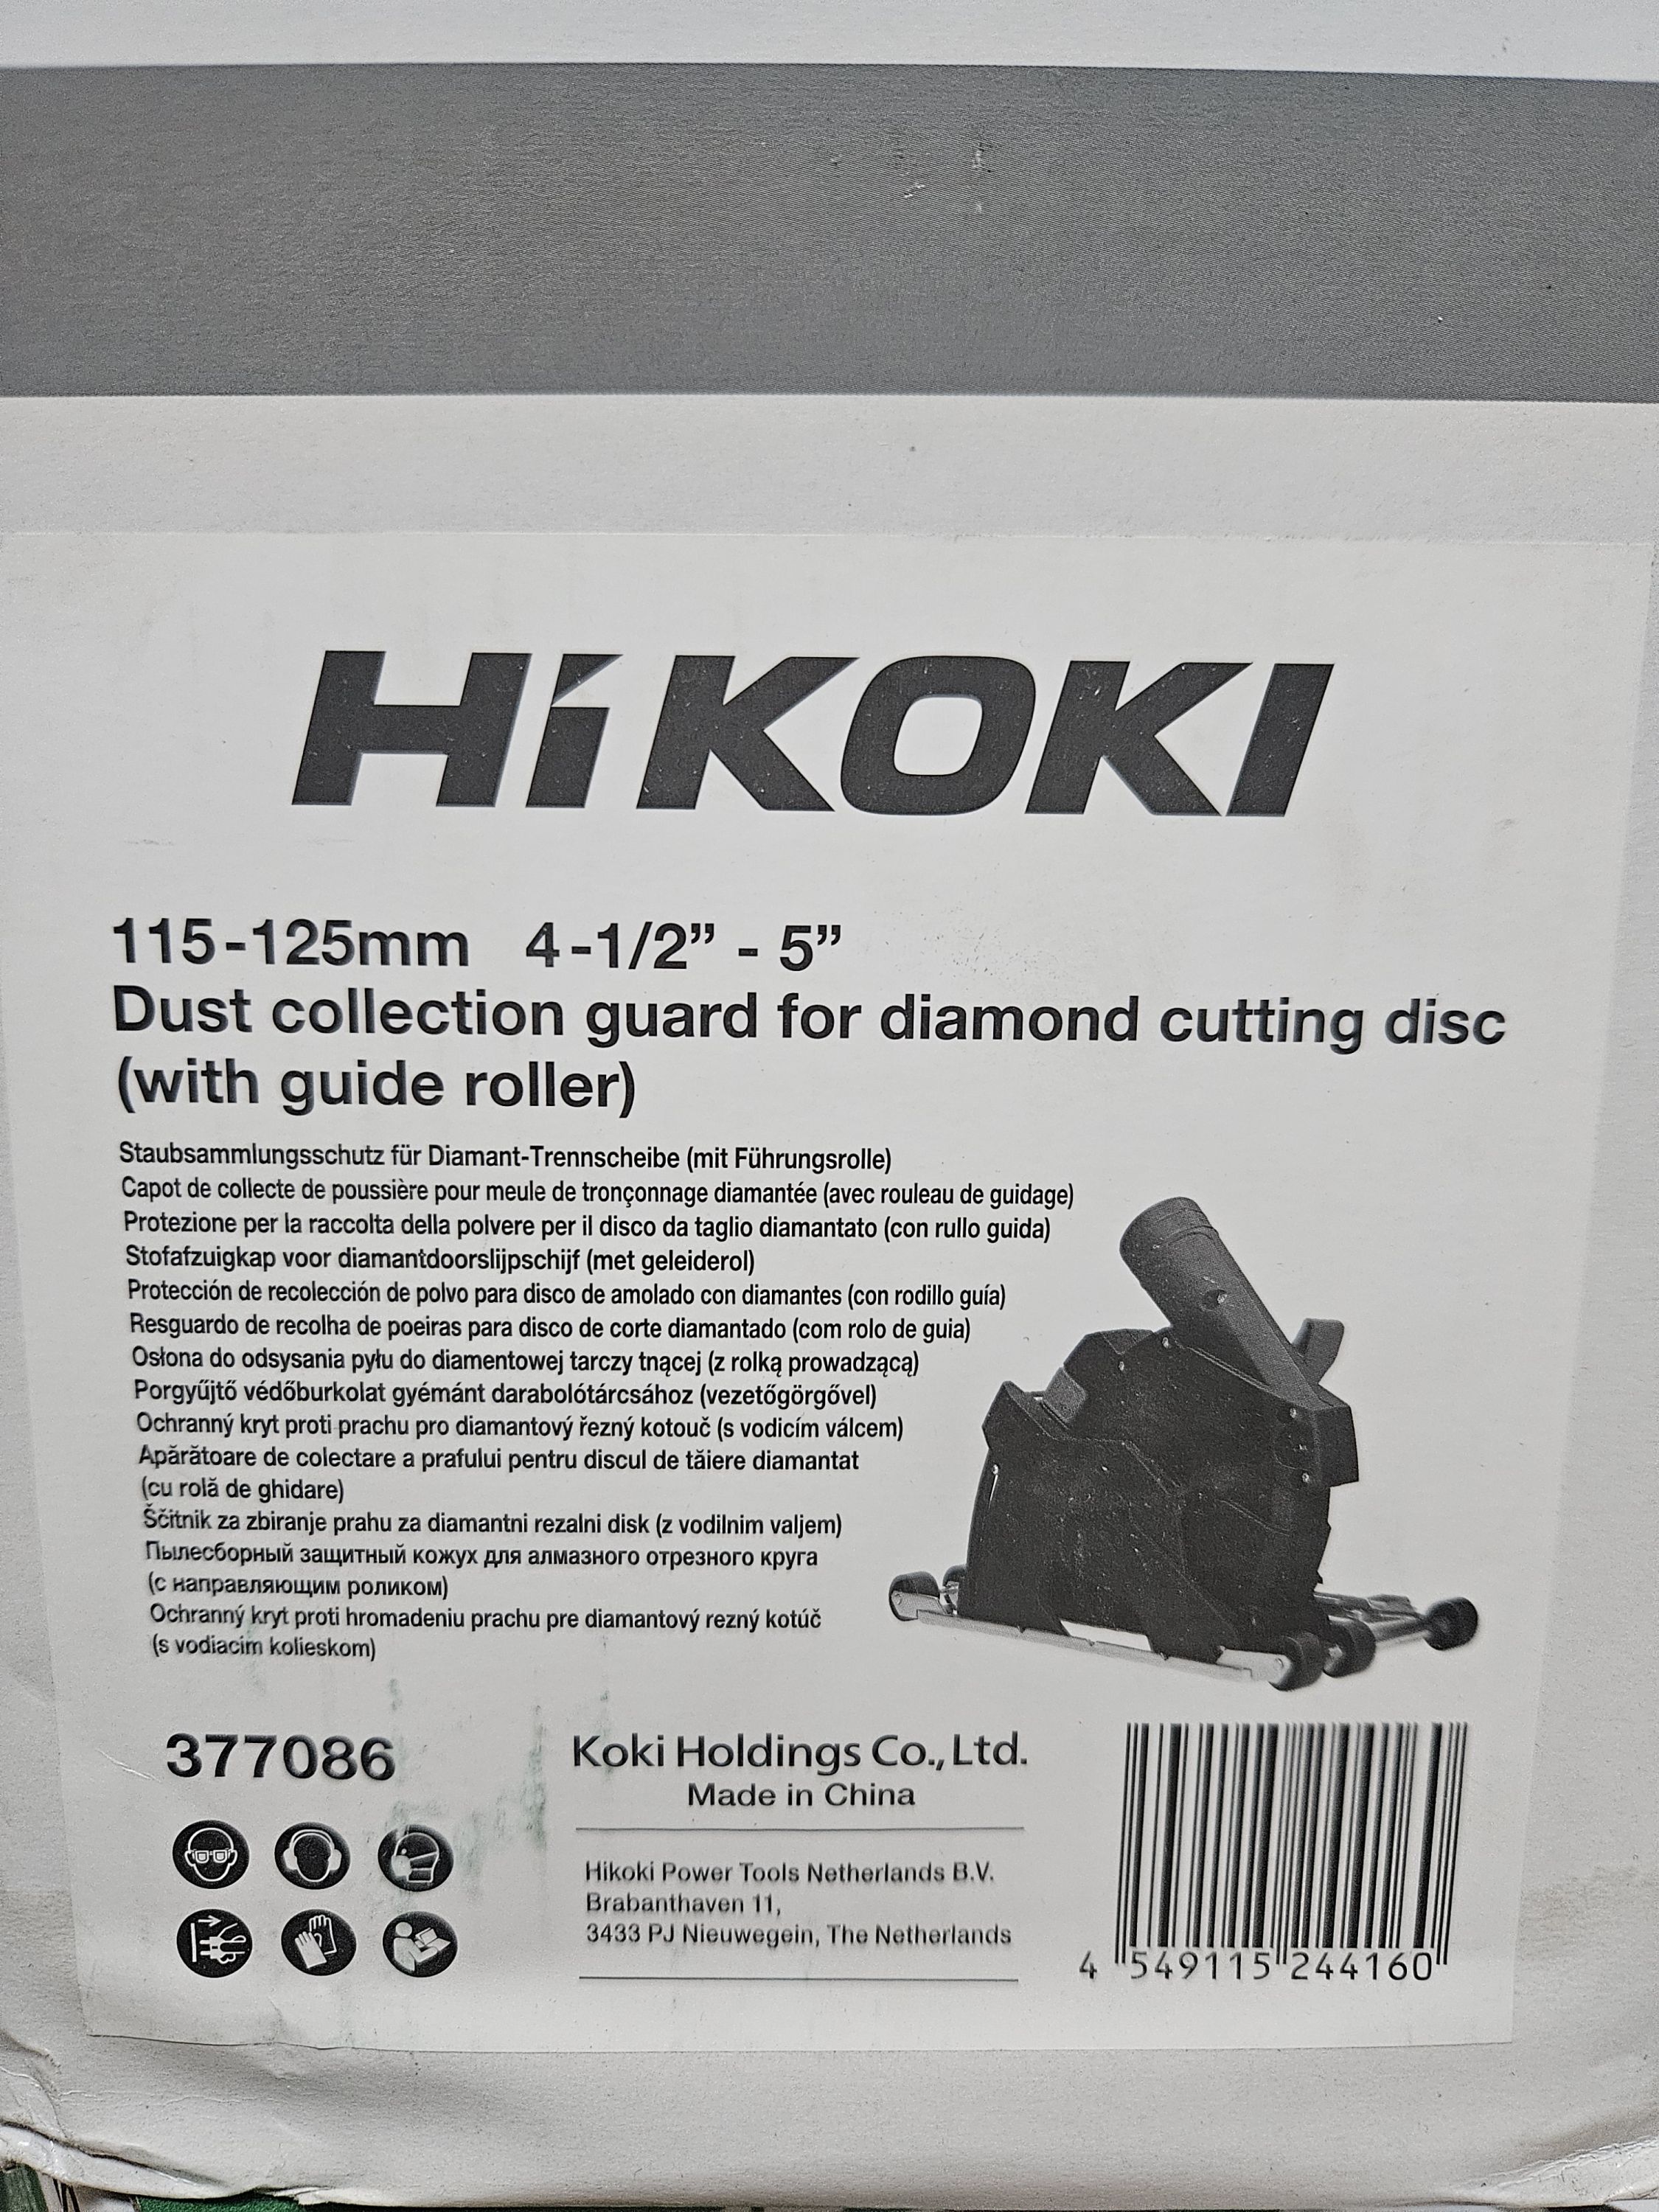 HiKOKI
115-125mm 4-1/2” - 5”
Dust collection guard for diamond cutting disc
(with guide roller)
Staubsammlungsschutz für Diamant-Trennscheibe (mit Führungsrolle)
Capot de collecte de poussière pour meule de tronçonnage diamantée (avec rouleau de guidage)
Protezione per la raccolta della polvere per il disco da taglio diamantato (con rullo guida)
Stofafzuigkap voor diamantdoorslijpschijf (met geleiderol)
Protección de recolección de polvo para disco de amolado con diamantes (con rodillo guía)
Resguardo de recolha de poeiras para disco de corte diamantado (com rolo de guia)
Osłona do odsysania pyłu do diamentowej tarczy tnącej (z rolką prowadzącą)
Porgyűjtő védőburkolat gyémánt darabolótárcsához (vezetőgörgővel)
Ochranný kryt proti prachu pro diamantový řezný kotouč (s vodicím válcem)
Apărătoare de colectare a prafului pentru discul de tăiere diamantat
(cu rolă de ghidare)
Ščitnik za zbiranje prahu za diamantni rezalni disk (z vodilnim valjem)
Пылесборный защитный кожух для алмазного отрезного круга
(с направляющим роликом)
Ochranný kryt proti hromadeniu prachu pre diamantový rezný kotúč
(s vodiacim kolieskom)
377086
Koki Holdings Co., Ltd.
Made in China
Hikoki Power Tools Netherlands B.V.
Brabanthaven 11,
3433 PJ Nieuwegein, The Netherlands
4 549115 244160